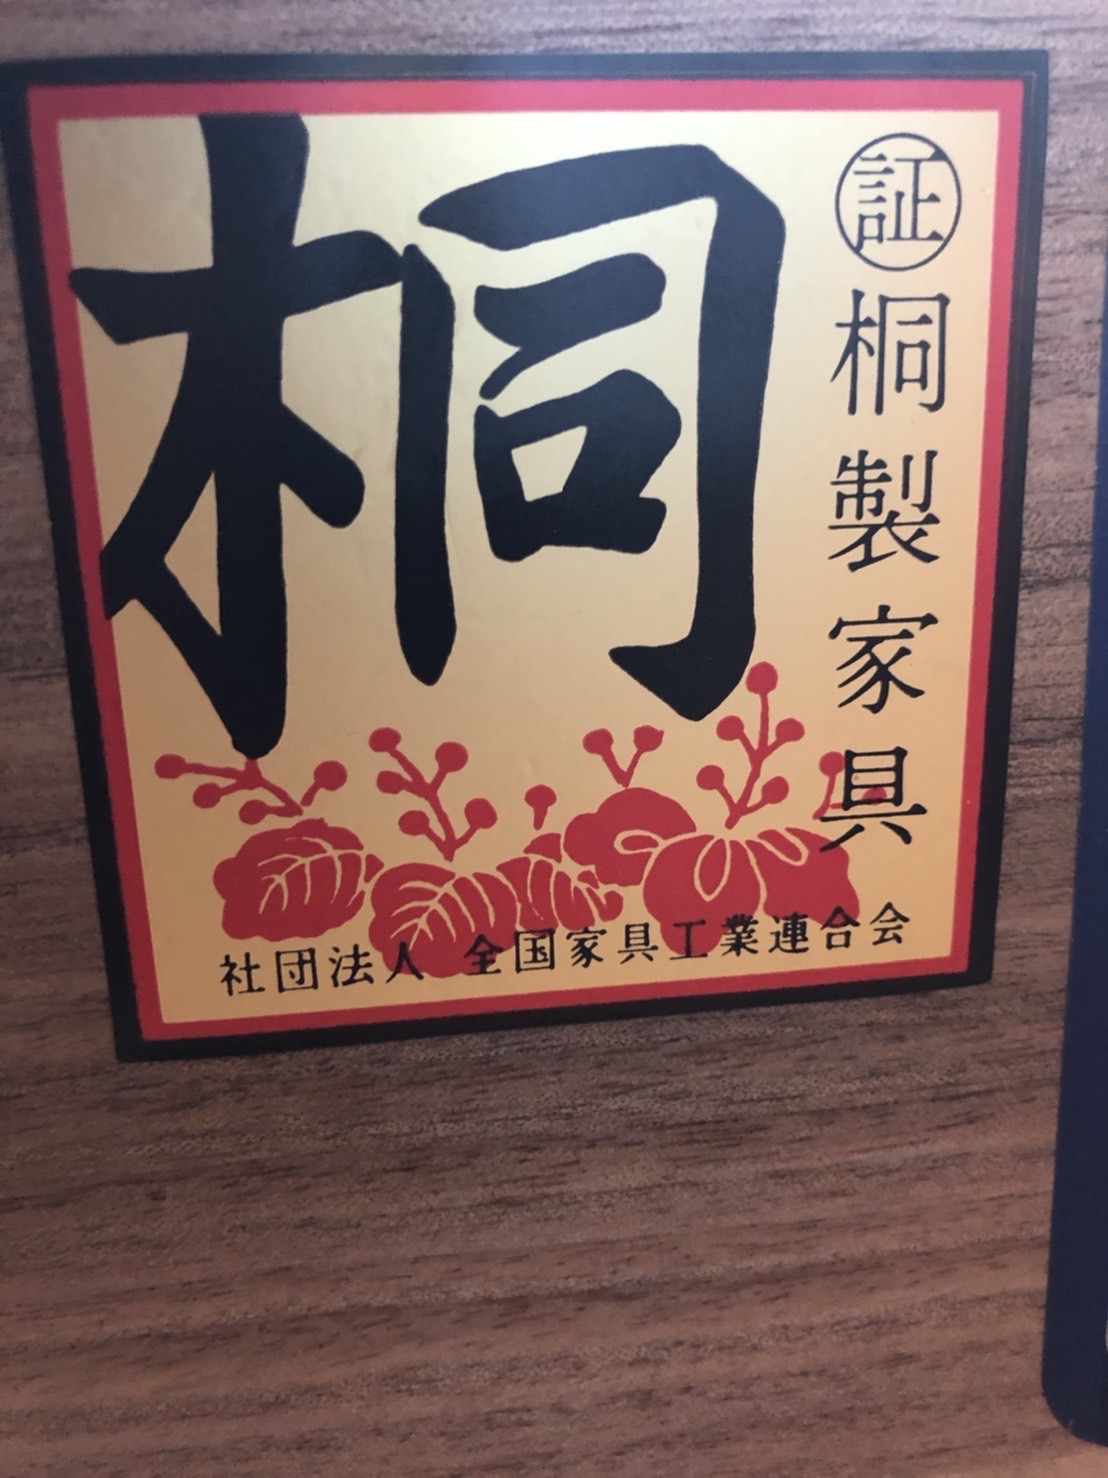 桐
証 桐製家具
社団法人 全国家具工業連合会